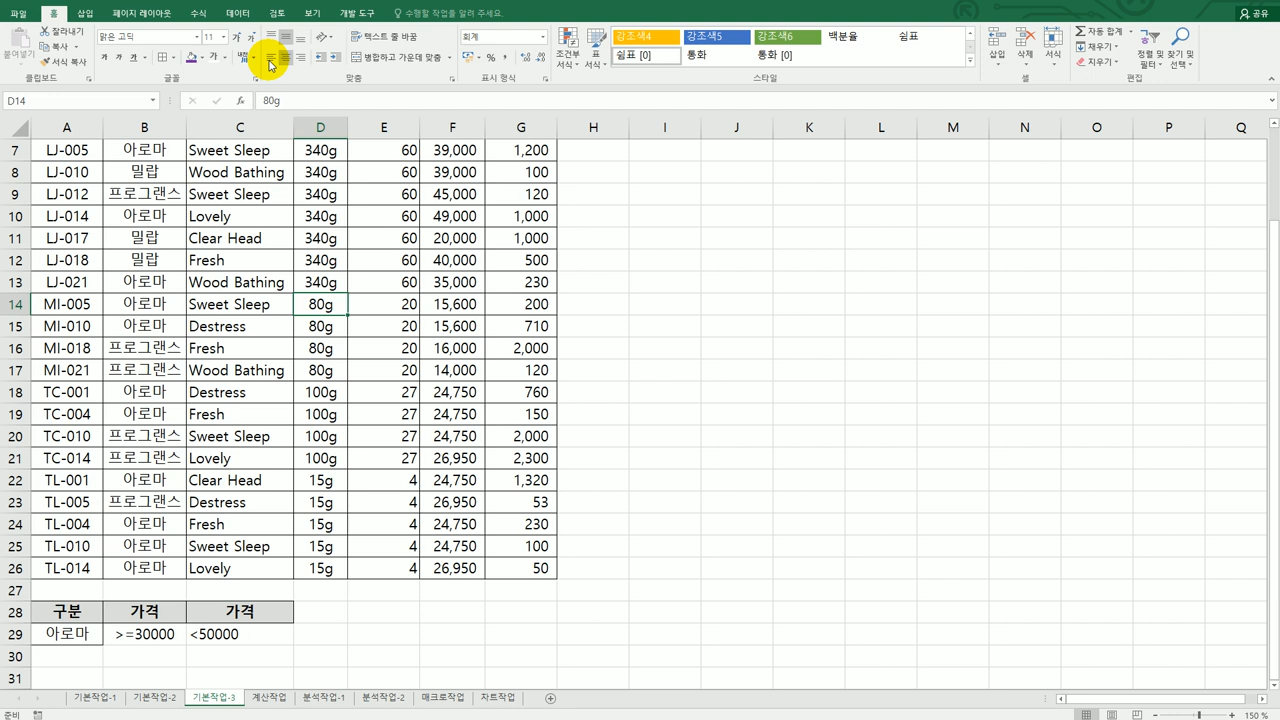 파일 홈 삽입 페이지 레이아웃 수식 데이터 검토 보기 개발 도구 수행할 작업을 알려 주세요. 공유
잘라내기 맑은 고딕 11 텍스트 줄 바꿈 회계 강조색4 강조색5 강조색6 백분율 쉼표 자동 합계
붙여넣기 복사 조건부 서식 표 서식 삽입 삭제 서식 채우기 정렬 및 필터 찾기 및 선택
서식 복사 가 가 가 병합하고 가운데 맞춤 % , 쉼표 [0] 통화 통화 [0] 지우기
클립보드 글꼴 맞춤 표시 형식 스타일 셀 편집
D14 fx 80g
A B C D E F G H I J K L M N O P Q
7 LJ-005 아로마 Sweet Sleep 340g 60 39,000 1,200
8 LJ-010 밀랍 Wood Bathing 340g 60 39,000 100
9 LJ-012 프로그랜스 Sweet Sleep 340g 60 45,000 120
10 LJ-014 아로마 Lovely 340g 60 49,000 1,000
11 LJ-017 밀랍 Clear Head 340g 60 20,000 1,000
12 LJ-018 밀랍 Fresh 340g 60 40,000 500
13 LJ-021 아로마 Wood Bathing 340g 60 35,000 230
14 MI-005 아로마 Sweet Sleep 80g 20 15,600 200
15 MI-010 아로마 Destress 80g 20 15,600 710
16 MI-018 프로그랜스 Fresh 80g 20 16,000 2,000
17 MI-021 프로그랜스 Wood Bathing 80g 20 14,000 120
18 TC-001 아로마 Destress 100g 27 24,750 760
19 TC-004 아로마 Fresh 100g 27 24,750 150
20 TC-010 프로그랜스 Sweet Sleep 100g 27 24,750 2,000
21 TC-014 프로그랜스 Lovely 100g 27 26,950 2,300
22 TL-001 아로마 Clear Head 15g 4 24,750 1,320
23 TL-005 프로그랜스 Destress 15g 4 26,950 53
24 TL-004 아로마 Fresh 15g 4 24,750 230
25 TL-010 아로마 Sweet Sleep 15g 4 24,750 100
26 TL-014 아로마 Lovely 15g 4 26,950 50
27
28 구분 가격 가격
29 아로마 >=30000 <50000
30
31
기본작업-1 기본작업-2 기본작업-3 계산작업 분석작업-1 분석작업-2 매크로작업 차트작업
준비 150 %